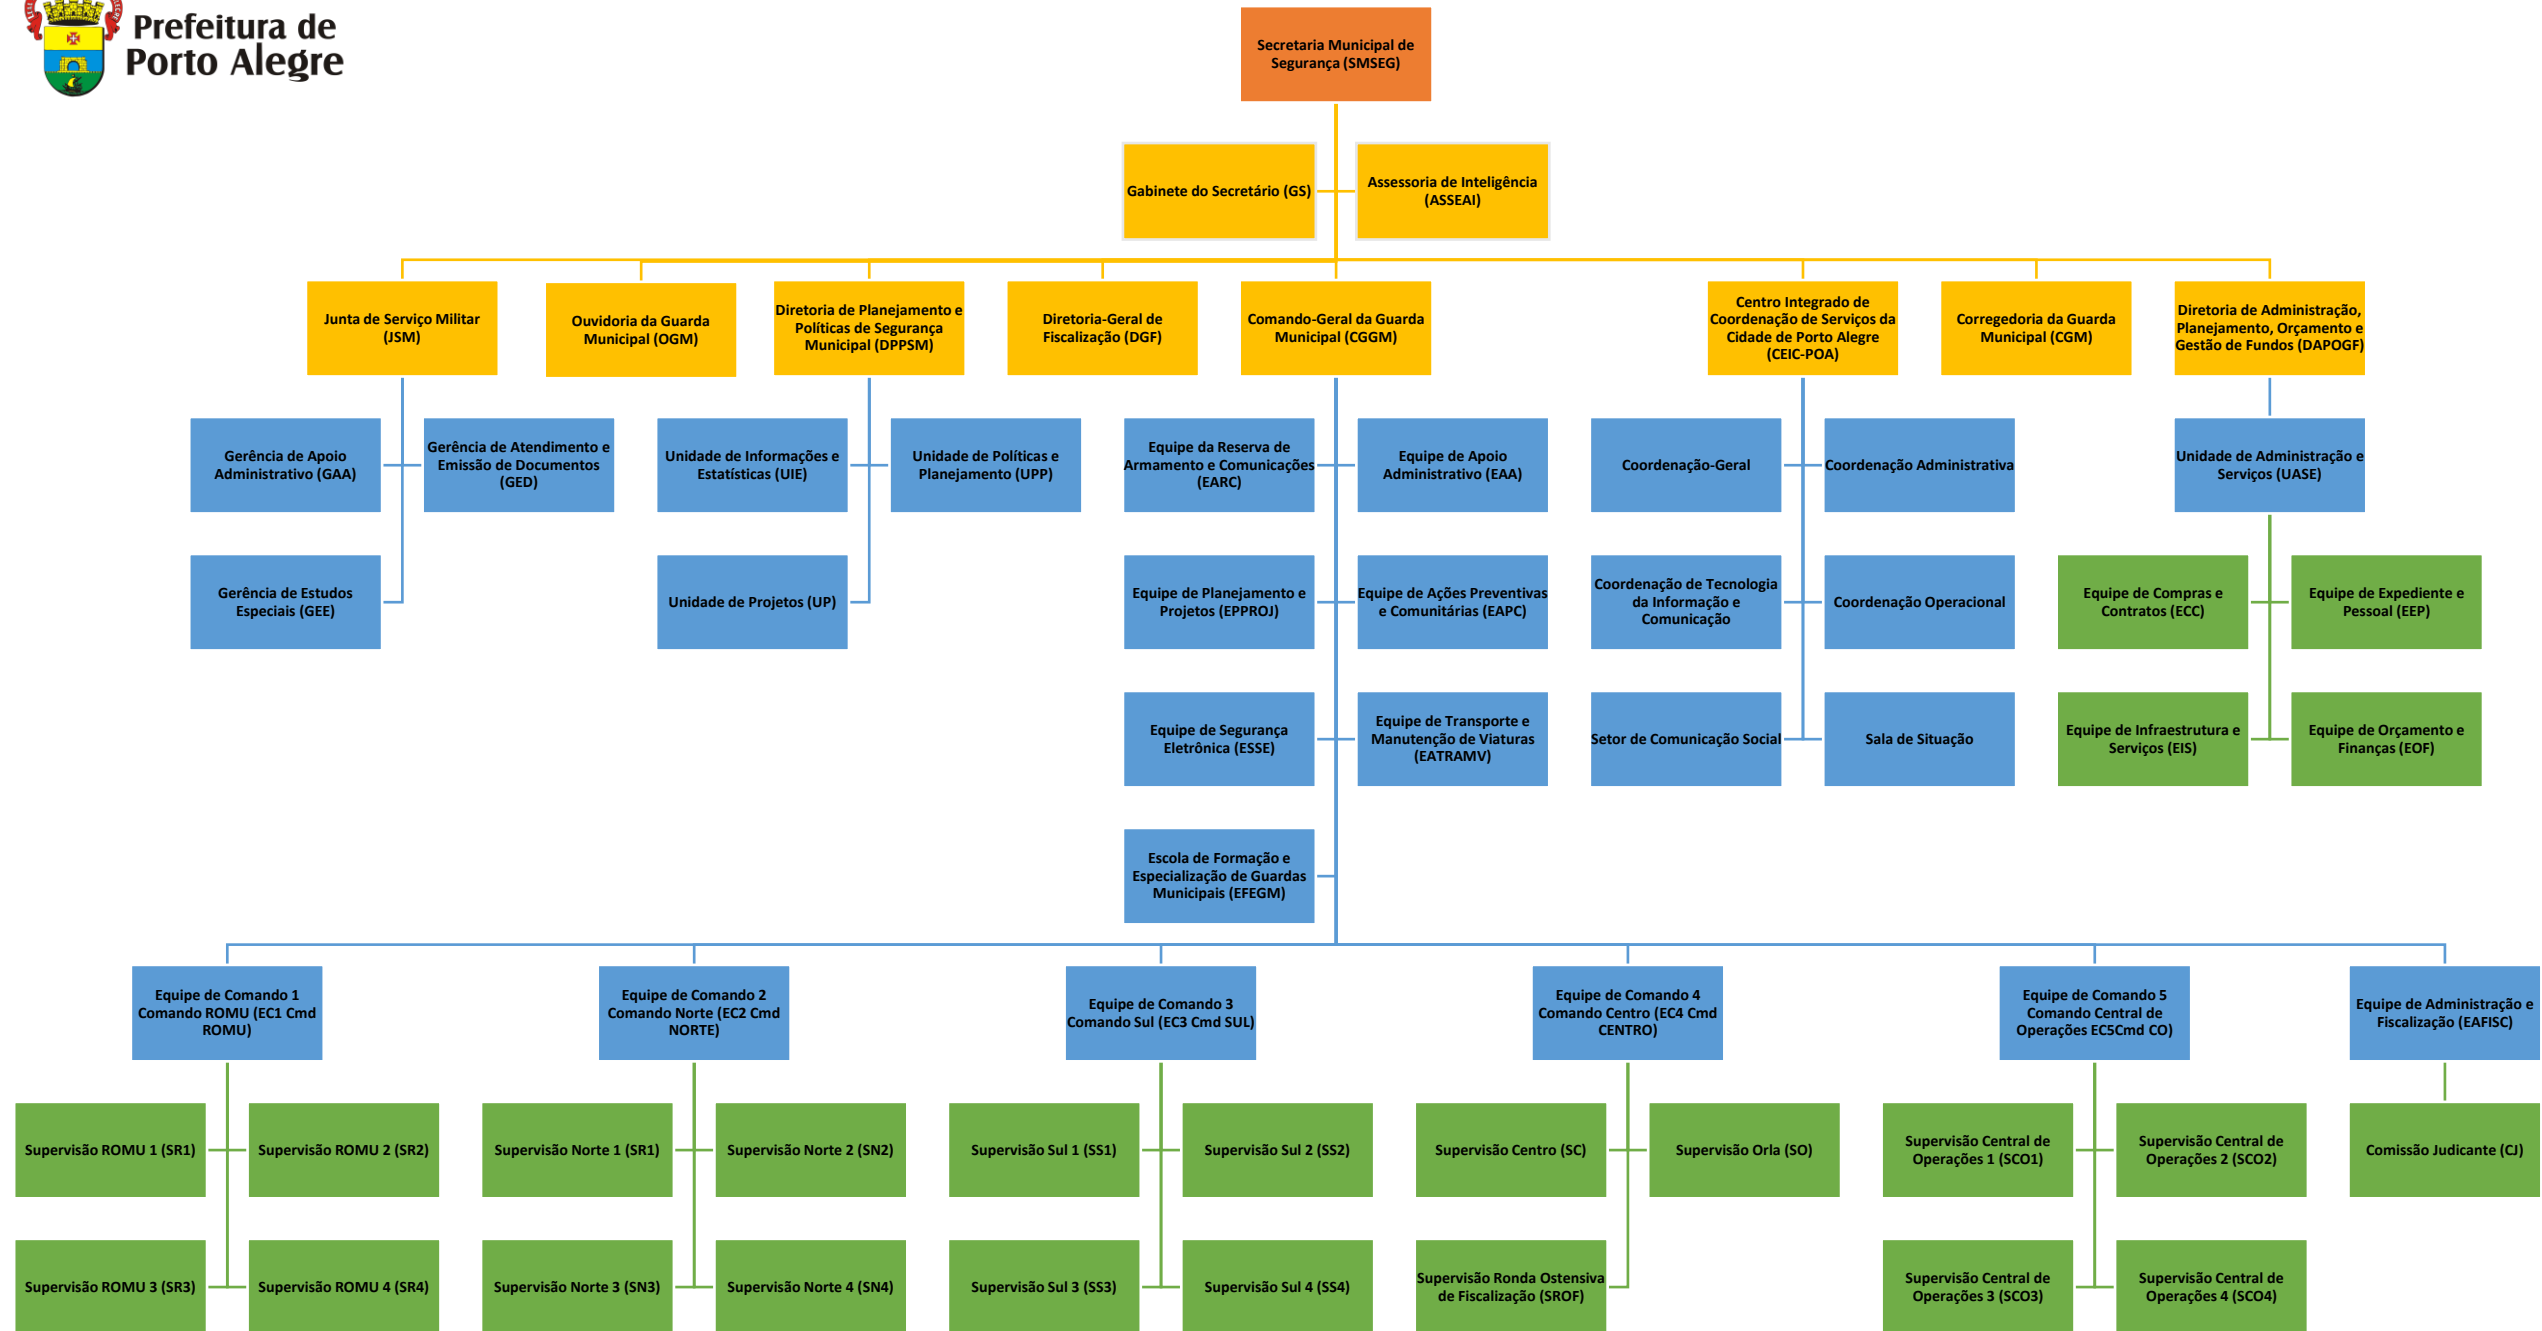 Prefeitura de
Porto Alegre
Secretaria Municipal de
Segurança (SMSEG)
Gabinete do Secretário (GS)
Assessoria de Inteligência
(ASSEAI)
Junta de Serviço Militar
(JSM)
Ouvidoria da Guarda
Municipal (OGM)
Diretoria de Planejamento e
Políticas de Segurança
Municipal (DPPSM)
Diretoria-Geral de
Fiscalização (DGF)
Comando-Geral da Guarda
Municipal (CGGM)
Centro Integrado de
Coordenação de Serviços da
Cidade de Porto Alegre
(CEIC-POA)
Corregedoria da Guarda
Municipal (CGM)
Diretoria de Administração,
Planejamento, Orçamento e
Gestão de Fundos (DAPOGF)
Gerência de Apoio
Administrativo (GAA)
Gerência de Atendimento e
Emissão de Documentos
(GED)
Unidade de Informações e
Estatísticas (UIE)
Unidade de Políticas e
Planejamento (UPP)
Equipe da Reserva de
Armamento e Comunicações
(EARC)
Equipe de Apoio
Administrativo (EAA)
Coordenação-Geral
Coordenação Administrativa
Unidade de Administração e
Serviços (UASE)
Gerência de Estudos
Especiais (GEE)
Unidade de Projetos (UP)
Equipe de Planejamento e
Projetos (EPPROJ)
Equipe de Ações Preventivas
e Comunitárias (EAPC)
Coordenação de Tecnologia
da Informação e
Comunicação
Coordenação Operacional
Equipe de Compras e
Contratos (ECC)
Equipe de Expediente e
Pessoal (EEP)
Equipe de Segurança
Eletrônica (ESSE)
Equipe de Transporte e
Manutenção de Viaturas
(EATRAMV)
Setor de Comunicação Social
Sala de Situação
Equipe de Infraestrutura e
Serviços (EIS)
Equipe de Orçamento e
Finanças (EOF)
Escola de Formação e
Especialização de Guardas
Municipais (EFEGM)
Equipe de Comando 1
Comando ROMU (EC1 Cmd
ROMU)
Equipe de Comando 2
Comando Norte (EC2 Cmd
NORTE)
Equipe de Comando 3
Comando Sul (EC3 Cmd SUL)
Equipe de Comando 4
Comando Centro (EC4 Cmd
CENTRO)
Equipe de Comando 5
Comando Central de
Operações EC5Cmd CO)
Equipe de Administração e
Fiscalização (EAFISC)
Supervisão ROMU 1 (SR1)
Supervisão ROMU 2 (SR2)
Supervisão Norte 1 (SR1)
Supervisão Norte 2 (SN2)
Supervisão Sul 1 (SS1)
Supervisão Sul 2 (SS2)
Supervisão Centro (SC)
Supervisão Orla (SO)
Supervisão Central de
Operações 1 (SCO1)
Supervisão Central de
Operações 2 (SCO2)
Comissão Judicante (CJ)
Supervisão ROMU 3 (SR3)
Supervisão ROMU 4 (SR4)
Supervisão Norte 3 (SN3)
Supervisão Norte 4 (SN4)
Supervisão Sul 3 (SS3)
Supervisão Sul 4 (SS4)
Supervisão Ronda Ostensiva
de Fiscalização (SROF)
Supervisão Central de
Operações 3 (SCO3)
Supervisão Central de
Operações 4 (SCO4)